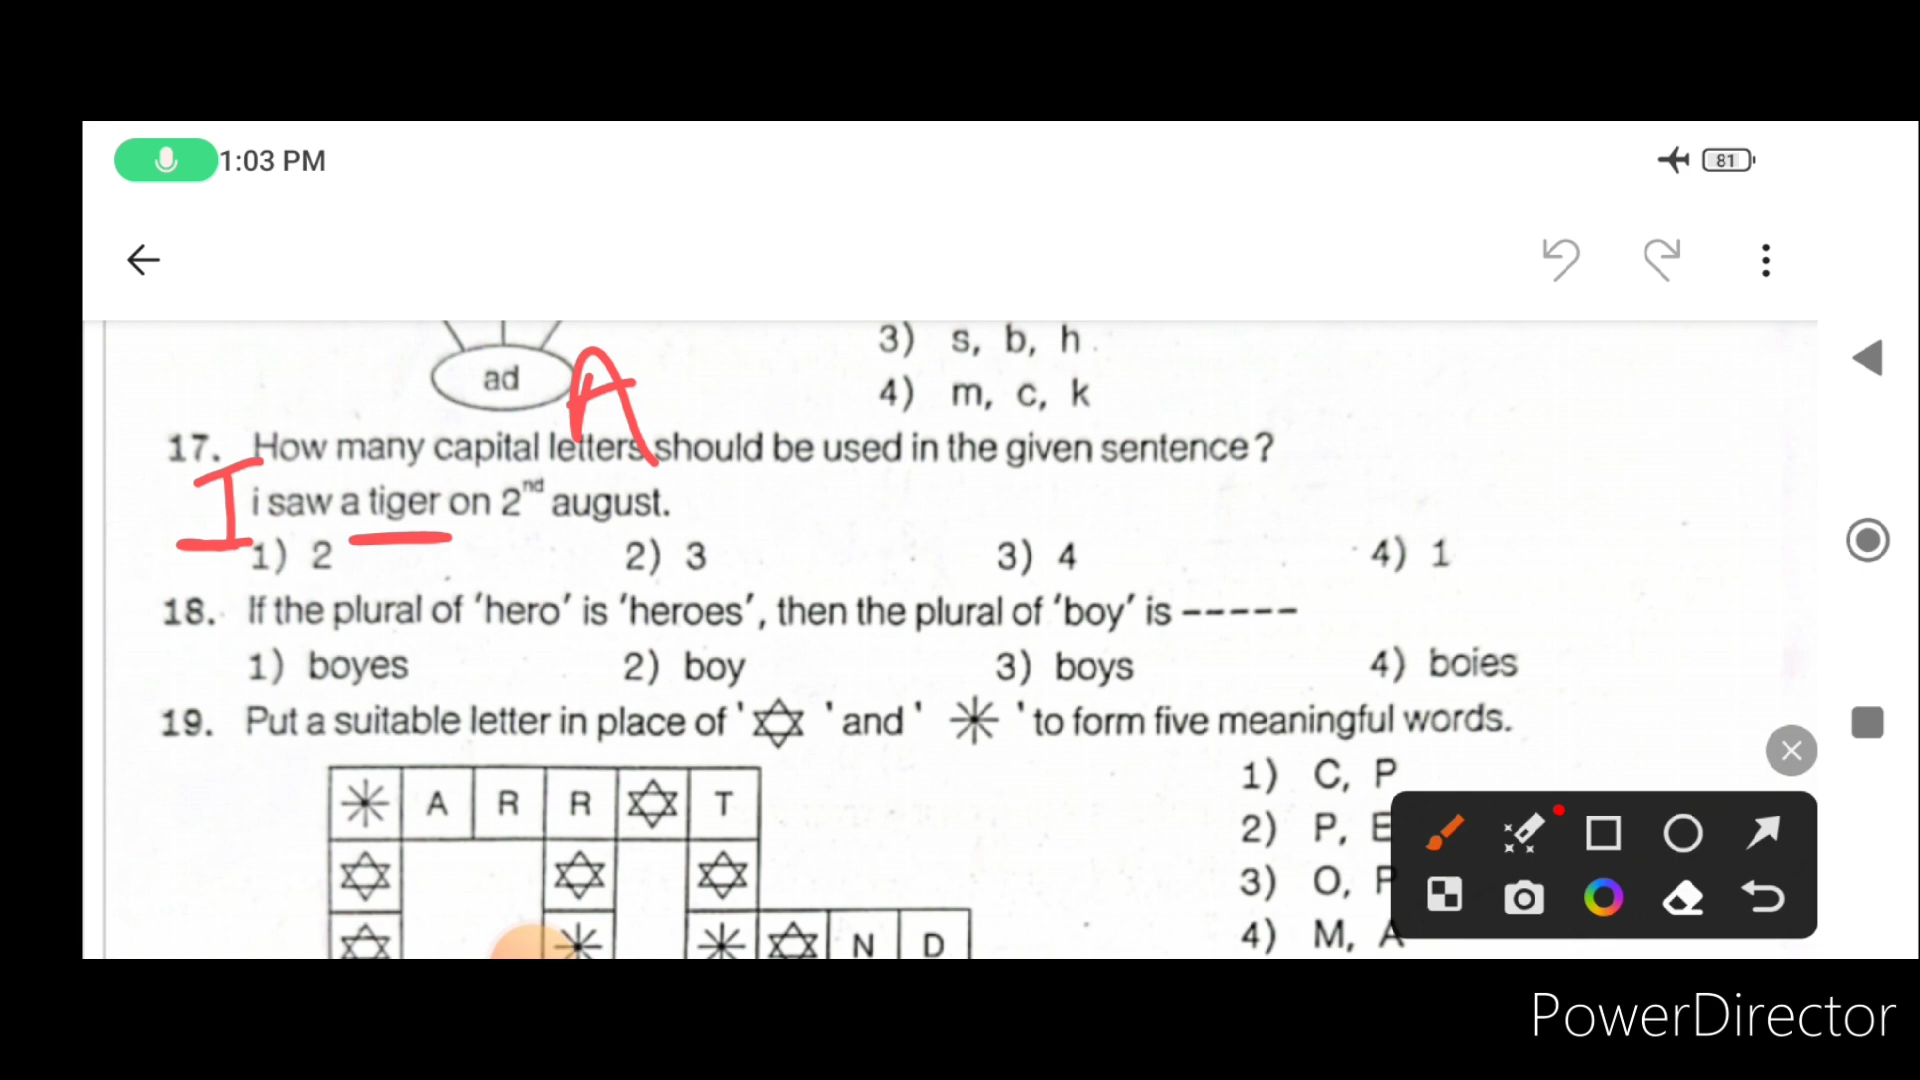 1:03 PM
81
3) s, b, h
ad
4) m, c, k
A
17. How many capital letters should be used in the given sentence?
I
i saw a tiger on 2nd august.
1) 2 2) 3 3) 4 4) 1
18. If the plural of 'hero' is 'heroes', then the plural of 'boy' is -----
1) boyes 2) boy 3) boys 4) boies
19. Put a suitable letter in place of '✡' and '✳' to form five meaningful words.
✳ A R R ✡ T
✡ ✡ ✡
✡ ✳ ✳ ✡ N D
1) C, P
2) P, E
3) O, P
4) M, A
PowerDirector